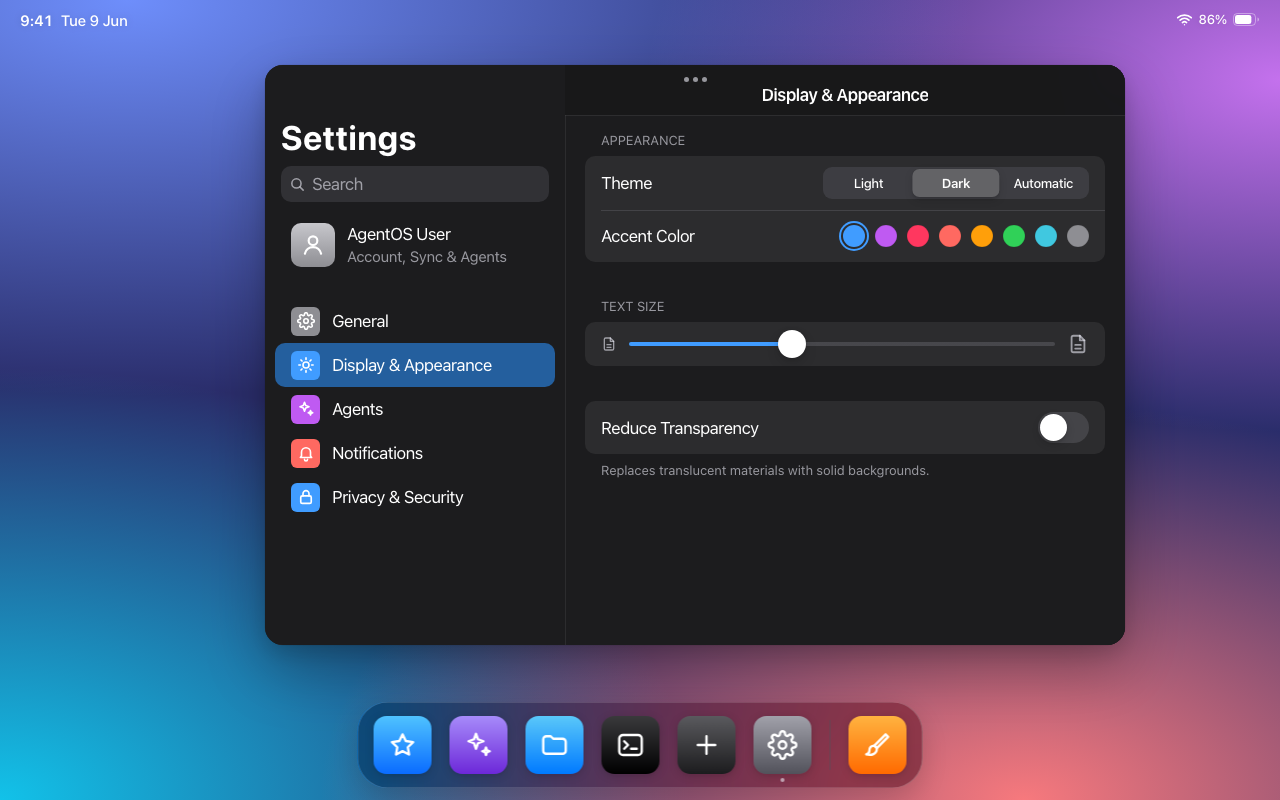 9:41 Tue 9 Jun
86%
Display & Appearance
Settings
Search
AgentOS User
Account, Sync & Agents
General
Display & Appearance
Agents
Notifications
Privacy & Security
APPEARANCE
Theme
Light
Dark
Automatic
Accent Color
TEXT SIZE
Reduce Transparency
Replaces translucent materials with solid backgrounds.